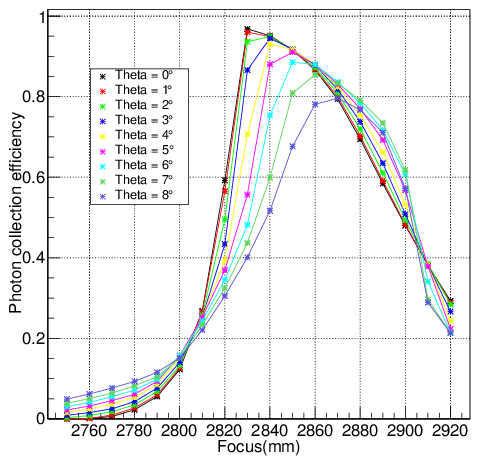 1
0.8
0.6
0.4
0.2
0
Photon collection efficiency
Theta = 0°
Theta = 1°
Theta = 2°
Theta = 3°
Theta = 4°
Theta = 5°
Theta = 6°
Theta = 7°
Theta = 8°
2760 2780 2800 2820 2840 2860 2880 2900 2920
Focus(mm)